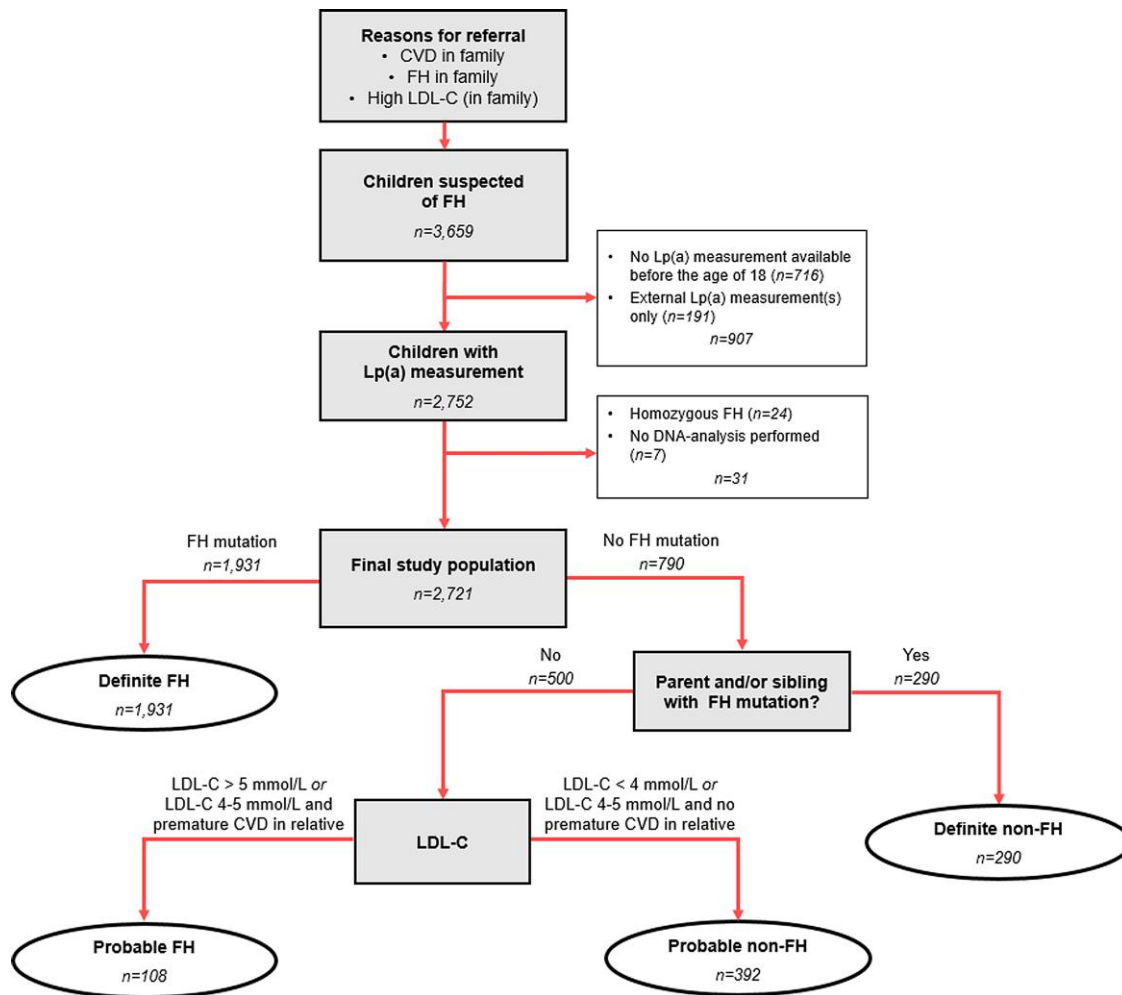 Reasons for referral
• CVD in family
• FH in family
• High LDL-C (in family)
Children suspected
of FH
n=3,659
• No Lp(a) measurement available
before the age of 18 (n=716)
• External Lp(a) measurement(s)
only (n=191)
n=907
Children with
Lp(a) measurement
n=2,752
• Homozygous FH (n=24)
• No DNA-analysis performed
(n=7)
n=31
FH mutation
n=1,931
Final study population
n=2,721
No FH mutation
n=790
Definite FH
n=1,931
No
n=500
Parent and/or sibling
with FH mutation?
Yes
n=290
LDL-C > 5 mmol/L or
LDL-C 4-5 mmol/L and
premature CVD in relative
LDL-C
LDL-C < 4 mmol/L or
LDL-C 4-5 mmol/L and no
premature CVD in relative
Definite non-FH
n=290
Probable FH
n=108
Probable non-FH
n=392